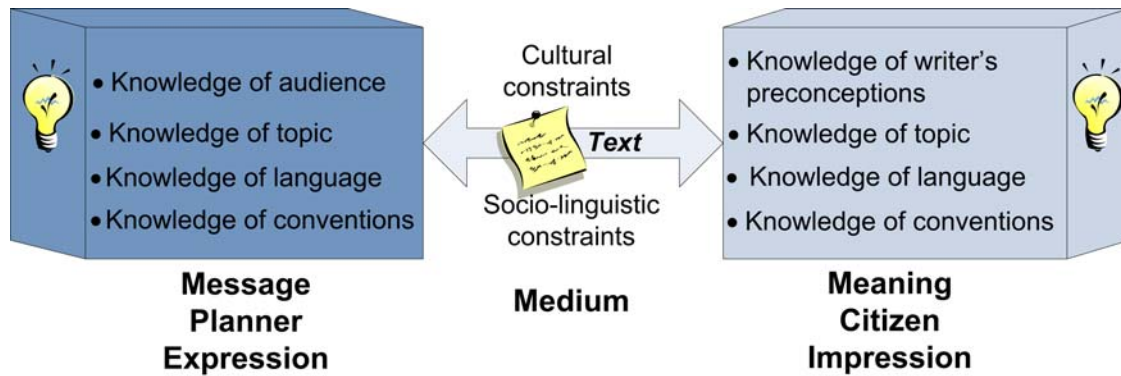 • Knowledge of audience
• Knowledge of topic
• Knowledge of language
• Knowledge of conventions
Message
Planner
Expression
Cultural
constraints
Text
Socio-linguistic
constraints
Medium
• Knowledge of writer's
preconceptions
• Knowledge of topic
• Knowledge of language
• Knowledge of conventions
Meaning
Citizen
Impression